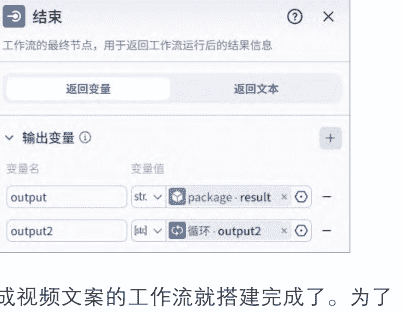 结束
工作流的最终节点，用于返回工作流运行后的结果信息
返回变量 返回文本
输出变量
变量名 变量值
output str. package · result
output2 [str] 循环 · output2
成视频文案的工作流就搭建完成了。为了